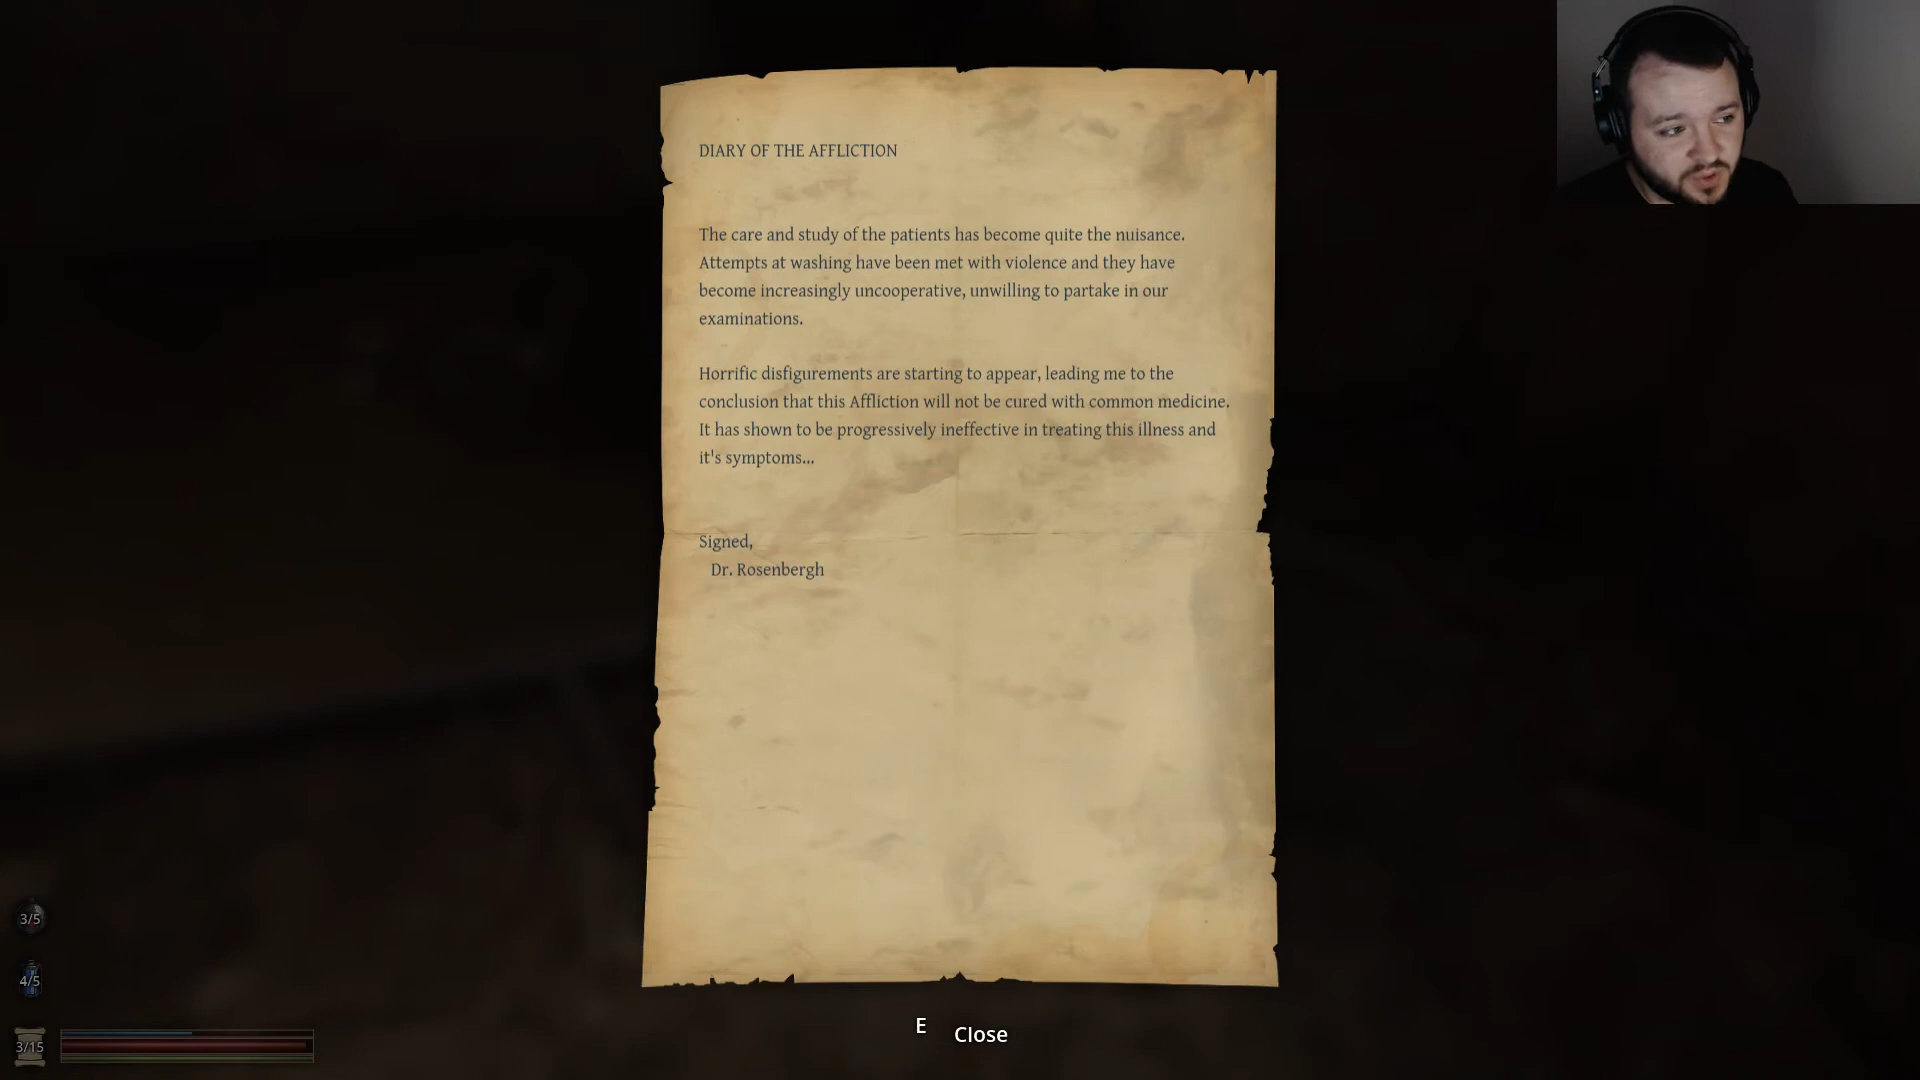 DIARY OF THE AFFLICTION
The care and study of the patients has become quite the nuisance.
Attempts at washing have been met with violence and they have
become increasingly uncooperative, unwilling to partake in our
examinations.
Horrific disfigurements are starting to appear, leading me to the
conclusion that this Affliction will not be cured with common medicine.
It has shown to be progressively ineffective in treating this illness and
it's symptoms...
Signed,
Dr. Rosenbergh
3/5
4/5
3/15
E Close